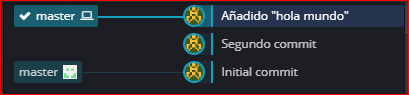 master Añadido "hola mundo"
Segundo commit
master Initial commit